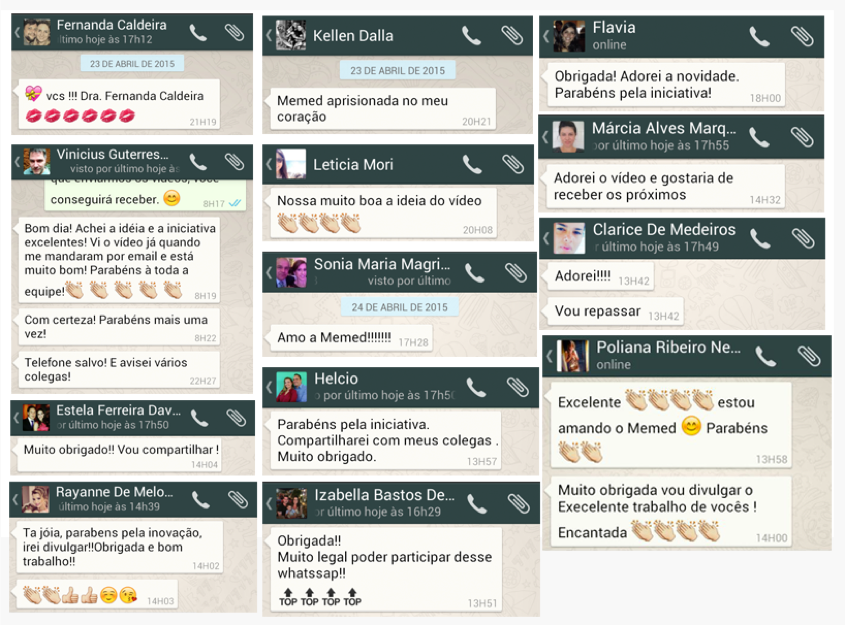 Fernanda Caldeira
ltimo hoje às 17h12
23 DE ABRIL DE 2015
vcs !!! Dra. Fernanda Caldeira
21H19
Vinicius Guterres...
visto por último hoje às
que enviarmos os vídeos, você
conseguirá receber.
8H17
Bom dia! Achei a idéia e a iniciativa
excelentes! Vi o vídeo já quando
me mandaram por email e está
muito bom! Parabéns à toda a
equipe!
8H19
Com certeza! Parabéns mais uma
vez!
8H22
Telefone salvo! E avisei vários
colegas!
22H27
Estela Ferreira Dav...
or último hoje às 17h50
Muito obrigado!! Vou compartilhar !
14H04
Rayanne De Melo...
último hoje às 14h39
Ta jóia, parabens pela inovação,
irei divulgar!!Obrigada e bom
trabalho!!
14H02
14H03
Kellen Dalla
23 DE ABRIL DE 2015
Memed aprisionada no meu
coração
20H21
Leticia Mori
Nossa muito boa a ideia do vídeo
20H08
Sonia Maria Magri...
visto por último
24 DE ABRIL DE 2015
Amo a Memed!!!!!!!
17H28
Helcio
o por último hoje às 17h50
Parabéns pela iniciativa.
Compartilharei com meus colegas .
Muito obrigado.
13H57
Izabella Bastos De...
or último hoje às 16h29
Obrigada!!
Muito legal poder participar desse
whatssap!!
TOP TOP TOP TOP
13H51
Flavia
online
Obrigada! Adorei a novidade.
Parabéns pela iniciativa!
18H00
Márcia Alves Marq...
por último hoje às 17h55
Adorei o vídeo e gostaria de
receber os próximos
14H32
Clarice De Medeiros
r último hoje às 17h49
Adorei!!!!
13H42
Vou repassar
13H42
Poliana Ribeiro Ne...
online
Excelente estou
amando o Memed Parabéns
13H58
Muito obrigada vou divulgar o
Execelente trabalho de vocês !
Encantada
14H00